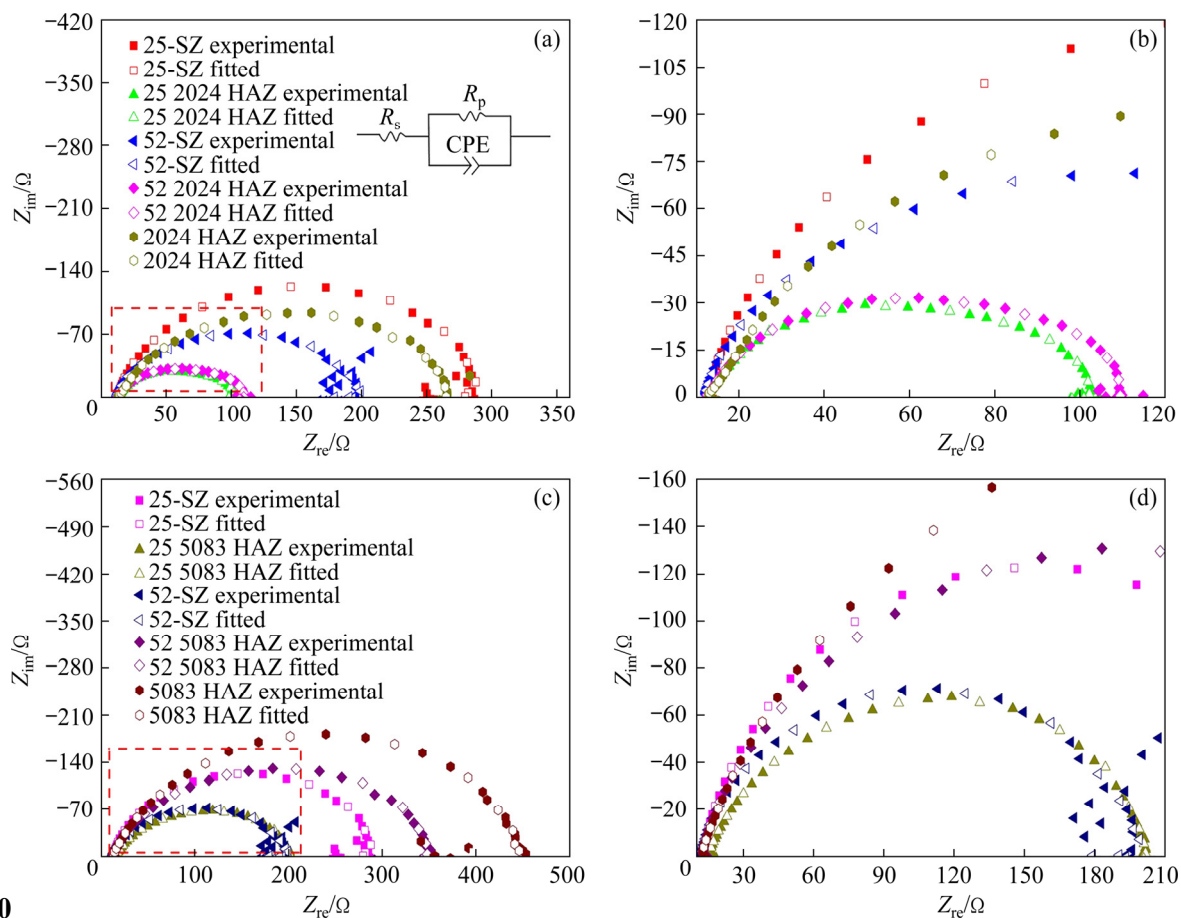 −420
−350
−280
−210
−140
−70
0
Zim/Ω
(a)
25-SZ experimental
25-SZ fitted
25 2024 HAZ experimental
25 2024 HAZ fitted
52-SZ experimental
52-SZ fitted
52 2024 HAZ experimental
52 2024 HAZ fitted
2024 HAZ experimental
2024 HAZ fitted
Rs
Rp
CPE
50 100 150 200 250 300 350
Zre/Ω
−120
−105
−90
−75
−60
−45
−30
−15
0
Zim/Ω
(b)
20 40 60 80 100 120
Zre/Ω
−560
−490
−420
−350
−280
−210
−140
−70
0
Zim/Ω
(c)
25-SZ experimental
25-SZ fitted
25 5083 HAZ experimental
25 5083 HAZ fitted
52-SZ experimental
52-SZ fitted
52 5083 HAZ experimental
52 5083 HAZ fitted
5083 HAZ experimental
5083 HAZ fitted
100 200 300 400 500
Zre/Ω
−160
−140
−120
−100
−80
−60
−40
−20
0
Zim/Ω
(d)
30 60 90 120 150 180 210
Zre/Ω
0